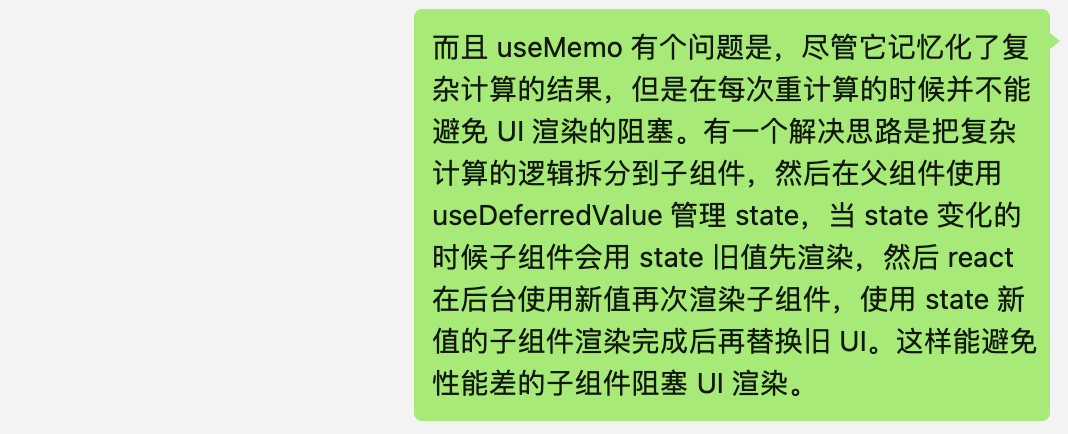 而且 useMemo 有个问题是，尽管它记忆化了复
杂计算的结果，但是在每次重计算的时候并不能
避免 UI 渲染的阻塞。有一个解决思路是把复杂
计算的逻辑拆分到子组件，然后在父组件使用
useDeferredValue 管理 state，当 state 变化的
时候子组件会用 state 旧值先渲染，然后 react
在后台使用新值再次渲染子组件，使用 state 新
值的子组件渲染完成后再替换旧 UI。这样能避免
性能差的子组件阻塞 UI 渲染。